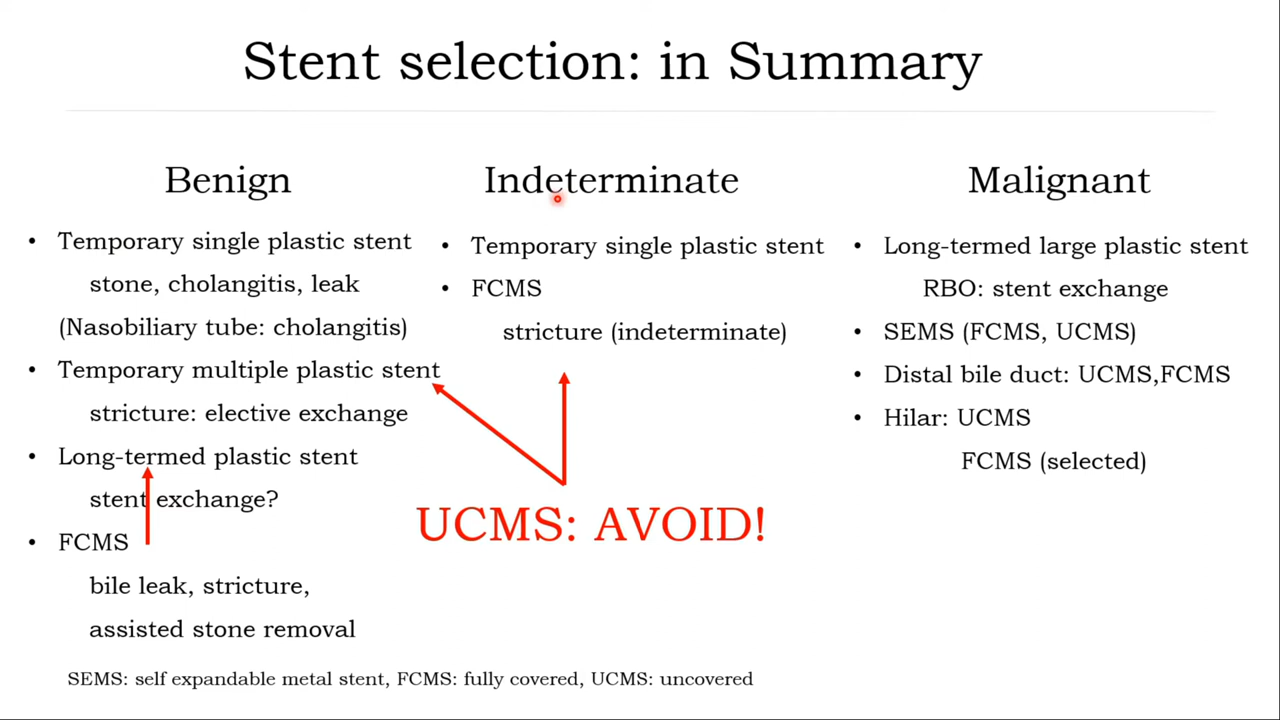 Stent selection: in Summary
Benign
• Temporary single plastic stent
stone, cholangitis, leak
(Nasobiliary tube: cholangitis)
• Temporary multiple plastic stent
stricture: elective exchange
• Long-termed plastic stent
stent exchange?
• FCMS
bile leak, stricture,
assisted stone removal
Indeterminate
• Temporary single plastic stent
• FCMS
stricture (indeterminate)
UCMS: AVOID!
Malignant
• Long-termed large plastic stent
RBO: stent exchange
• SEMS (FCMS, UCMS)
• Distal bile duct: UCMS,FCMS
• Hilar: UCMS
FCMS (selected)
SEMS: self expandable metal stent, FCMS: fully covered, UCMS: uncovered